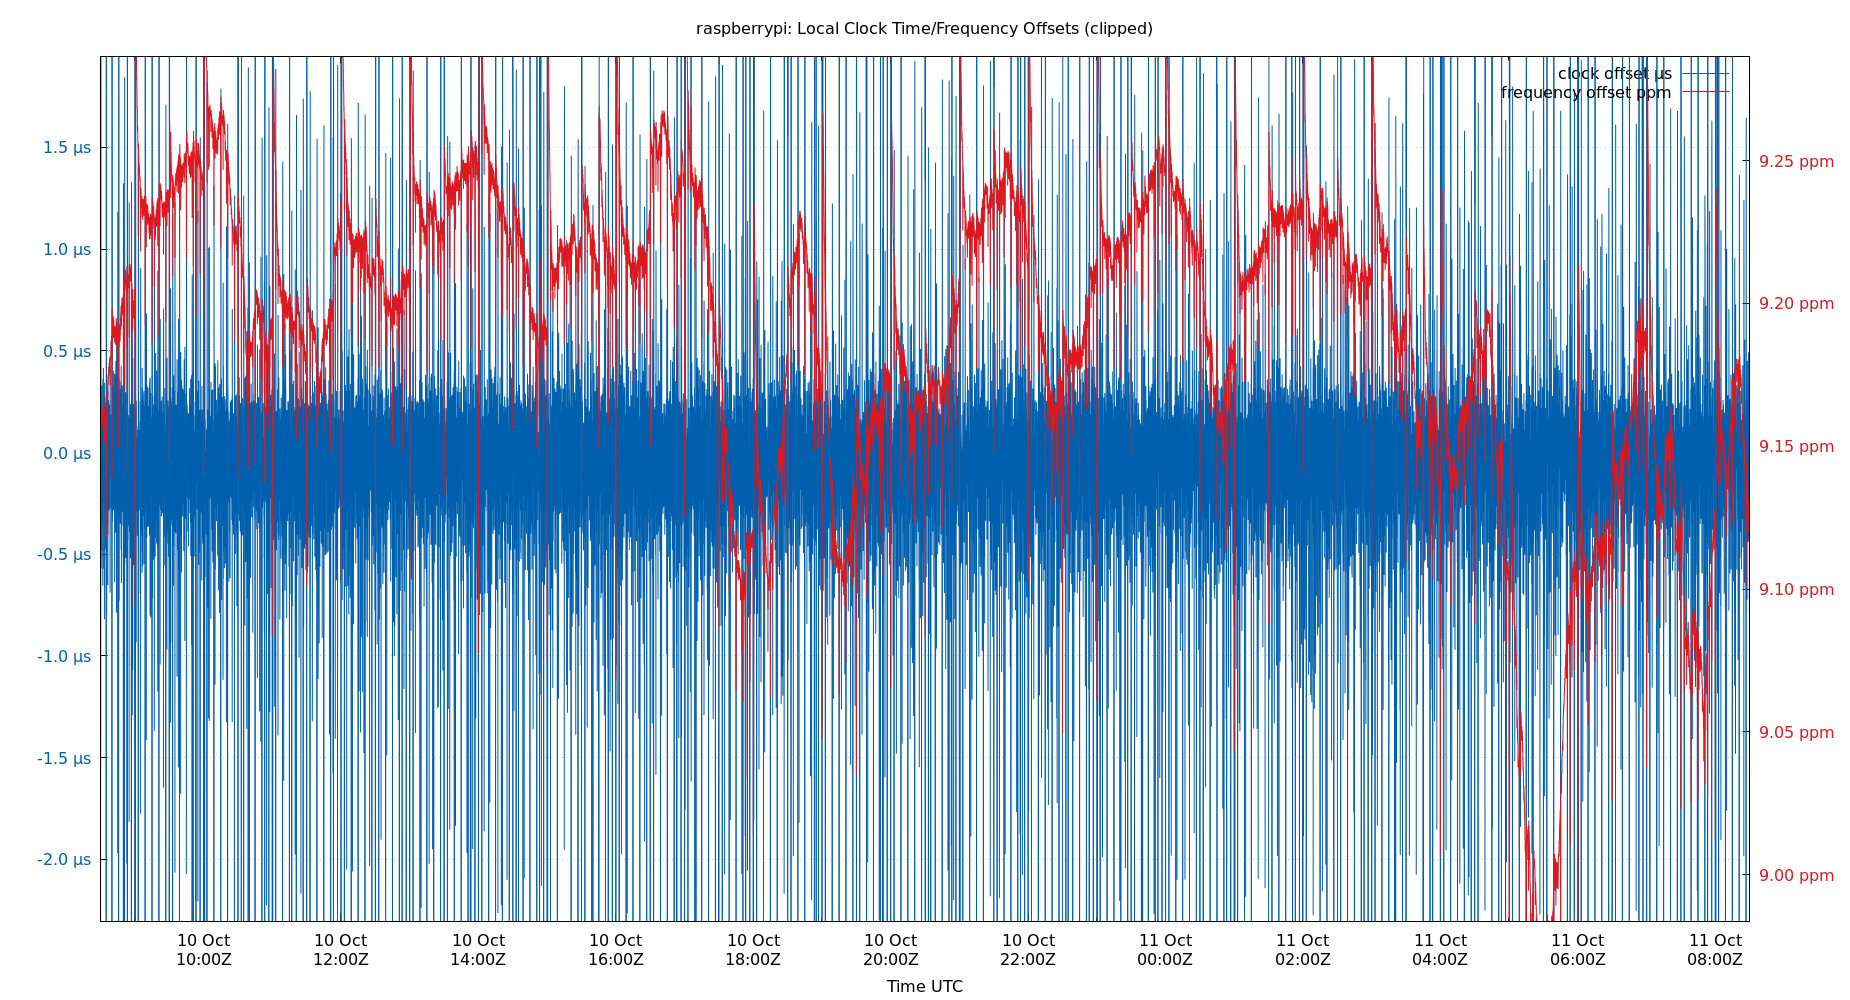 raspberrypi: Local Clock Time/Frequency Offsets (clipped)
clock offset µs
frequency offset ppm
1.5 µs
1.0 µs
0.5 µs
0.0 µs
-0.5 µs
-1.0 µs
-1.5 µs
-2.0 µs
9.25 ppm
9.20 ppm
9.15 ppm
9.10 ppm
9.05 ppm
9.00 ppm
10 Oct 10 Oct 10 Oct 10 Oct 10 Oct 10 Oct 10 Oct 11 Oct 11 Oct 11 Oct 11 Oct 11 Oct
10:00Z 12:00Z 14:00Z 16:00Z 18:00Z 20:00Z 22:00Z 00:00Z 02:00Z 04:00Z 06:00Z 08:00Z
Time UTC